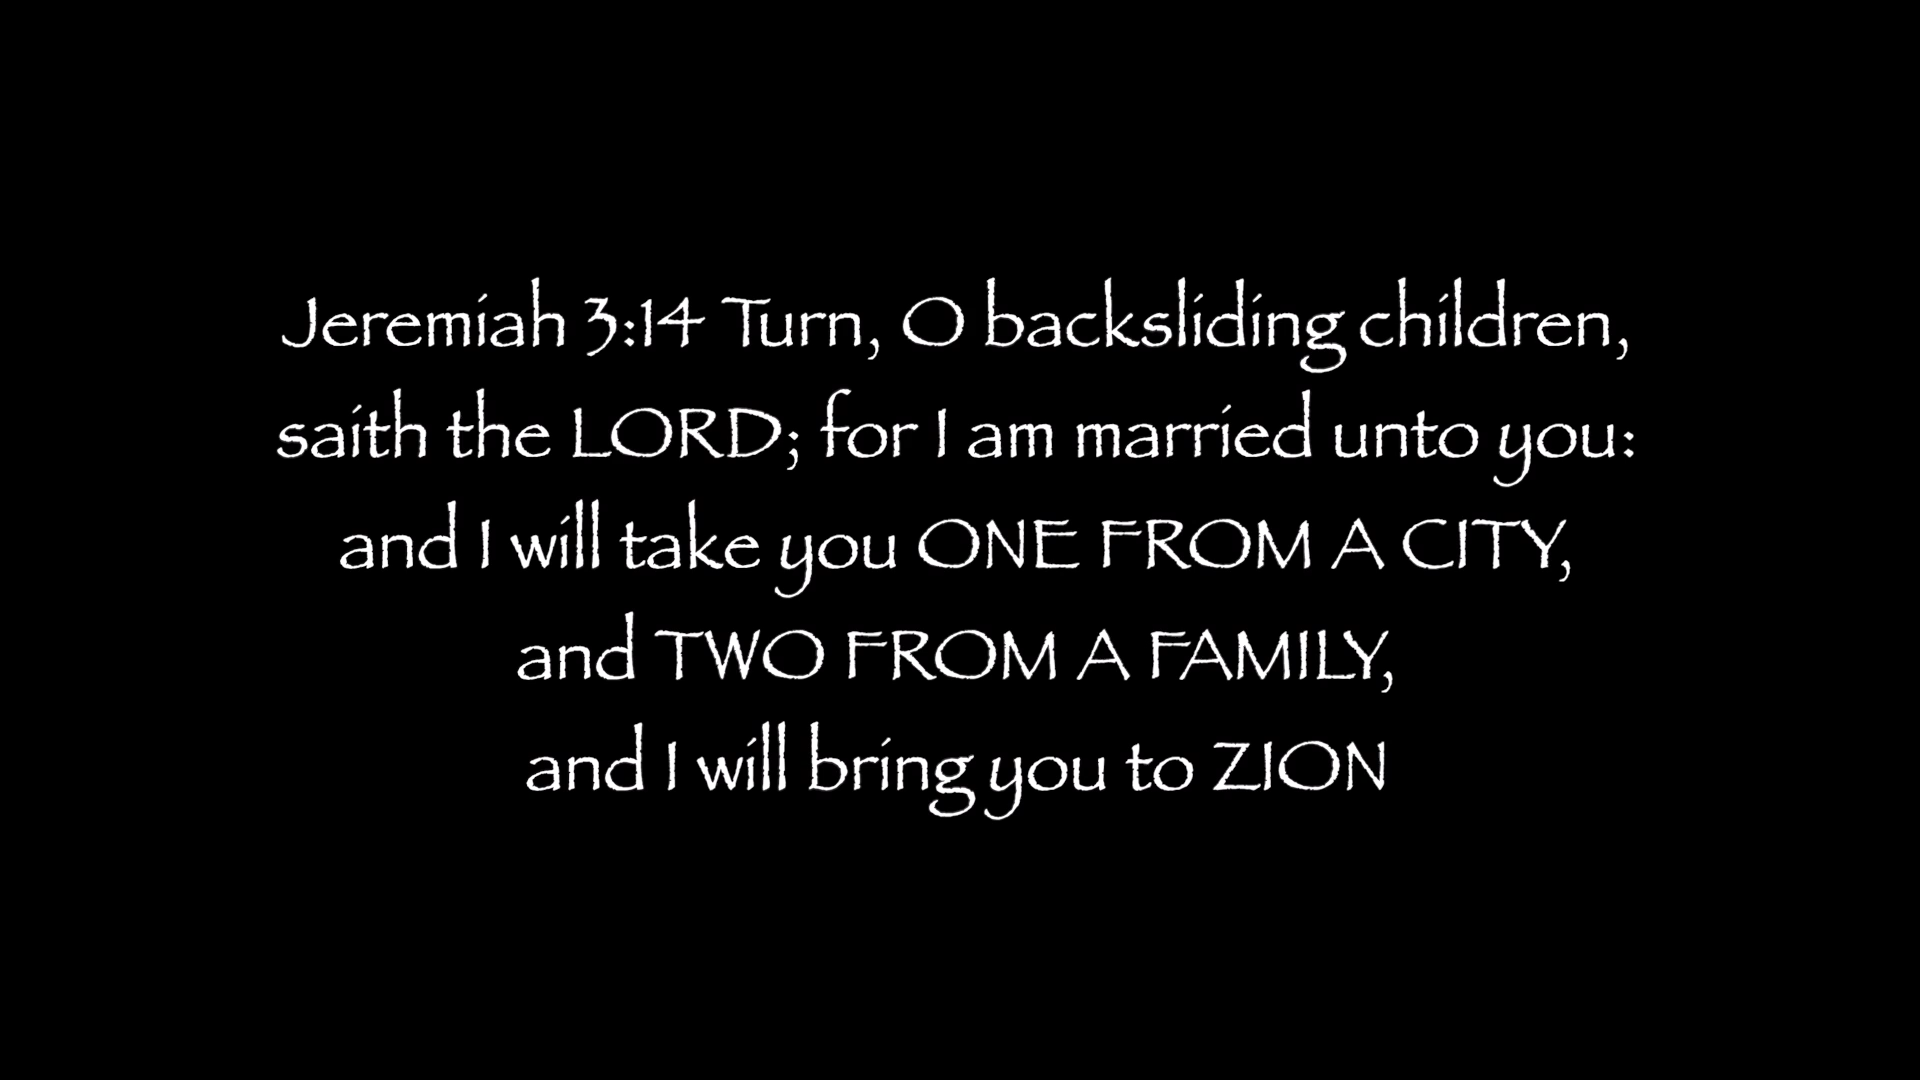 Jeremiah 3:14 Turn, O backsliding children,
saith the LORD; for I am married unto you:
and I will take you ONE FROM A CITY,
and TWO FROM A FAMILY,
and I will bring you to ZION